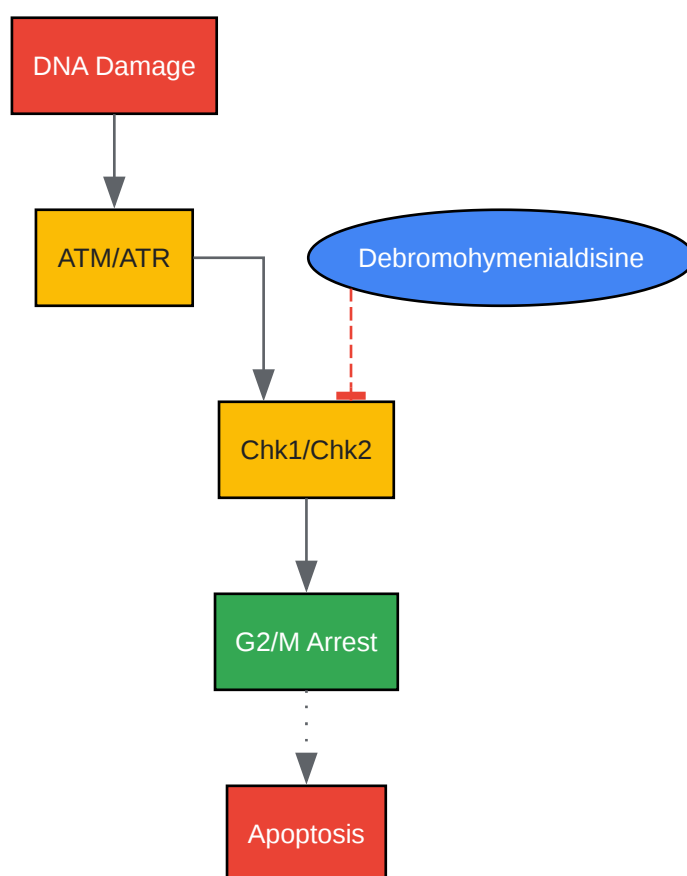 DNA Damage
ATM/ATR
Debromohymenialdisine
Chk1/Chk2
G2/M Arrest
Apoptosis